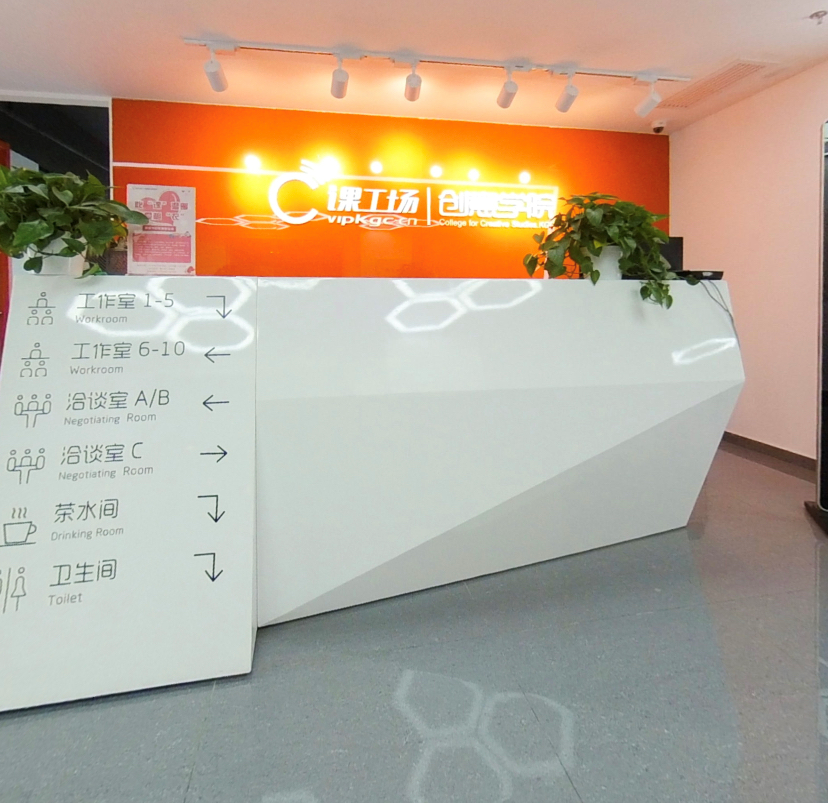 课工场
vipkgc.cn
创意学院
College for Creative Studies
工作室 1-5
Workroom
工作室 6-10
Workroom
洽谈室 A/B
Negotiating Room
洽谈室 C
Negotiating Room
茶水间
Drinking Room
卫生间
Toilet